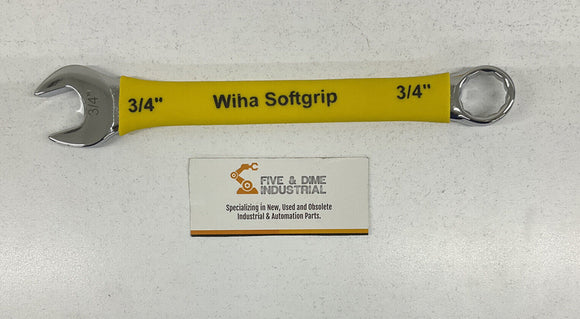 3/4"
3/4"
Wiha Softgrip
3/4"
FIVE & DIME
INDUSTRIAL
Specializing in New, Used and Obsolete
Industrial & Automation Parts.